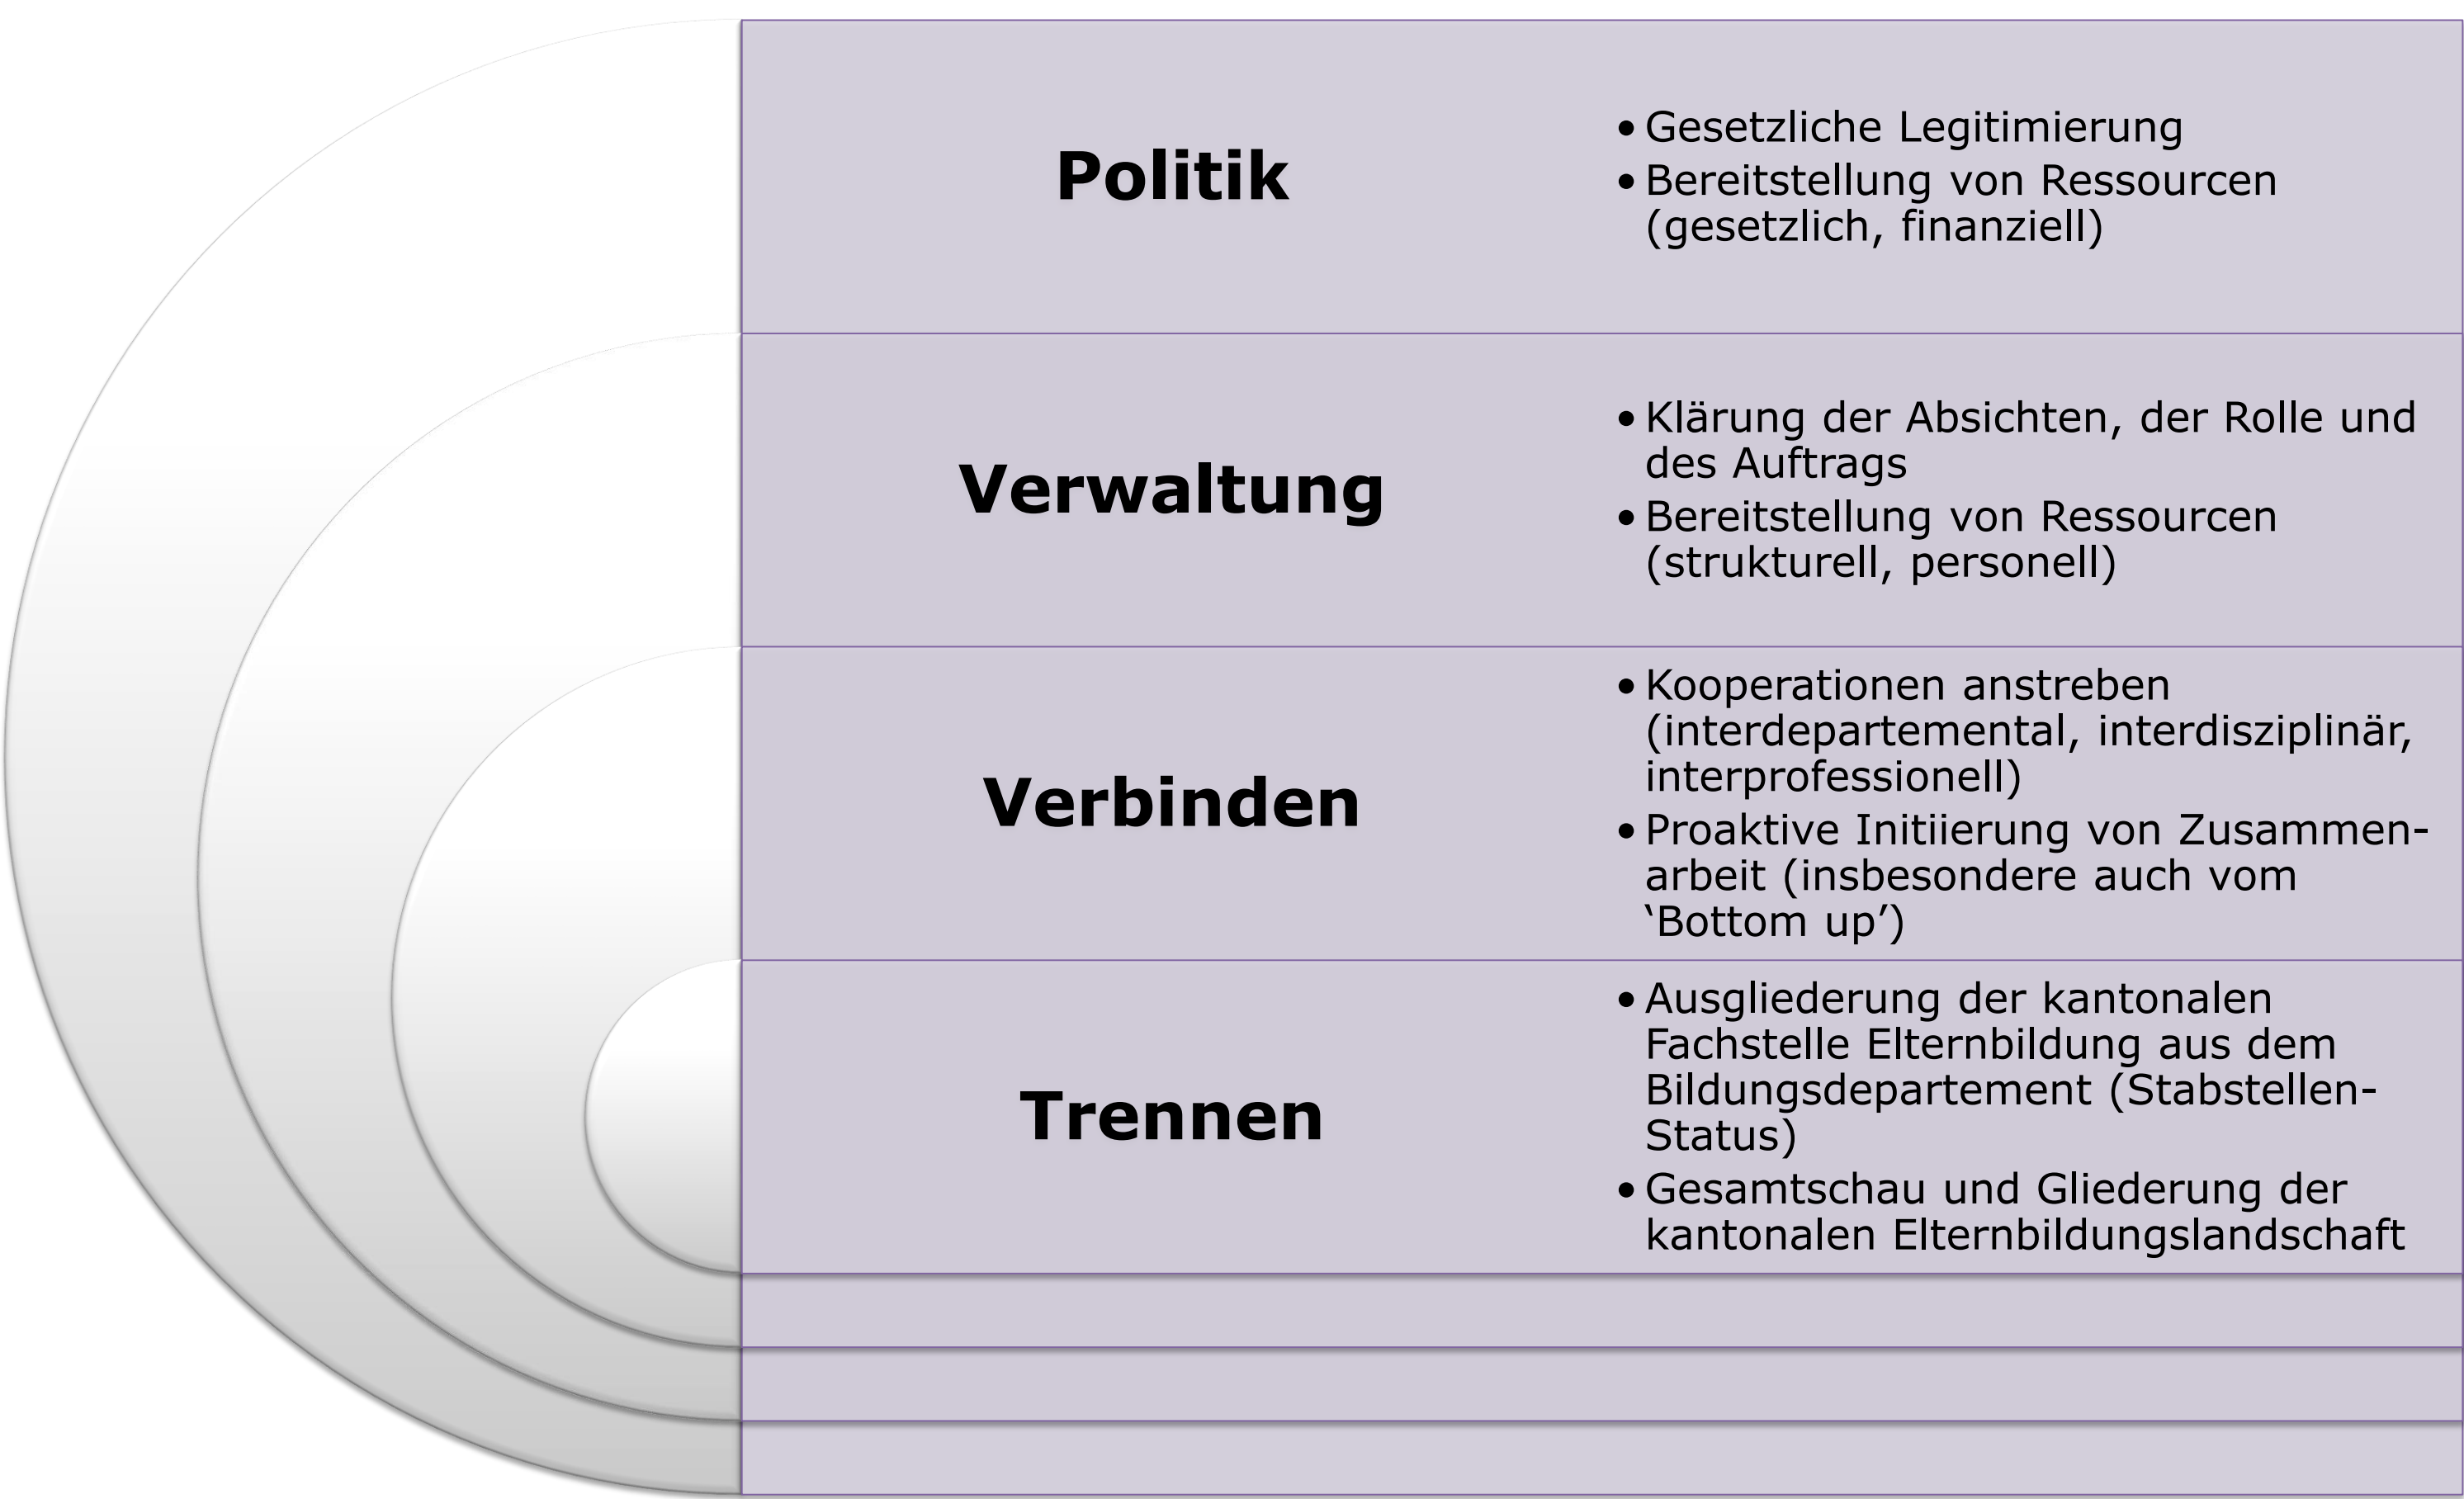 Politik
• Gesetzliche Legitimierung
• Bereitstellung von Ressourcen
(gesetzlich, finanziell)
Verwaltung
• Klärung der Absichten, der Rolle und
des Auftrags
• Bereitstellung von Ressourcen
(strukturell, personell)
Verbinden
• Kooperationen anstreben
(interdepartemental, interdisziplinär,
interprofessionell)
• Proaktive Initiierung von Zusammen-
arbeit (insbesondere auch vom
‘Bottom up’)
Trennen
• Ausgliederung der kantonalen
Fachstelle Elternbildung aus dem
Bildungsdepartement (Stabstellen-
Status)
• Gesamtschau und Gliederung der
kantonalen Elternbildungslandschaft